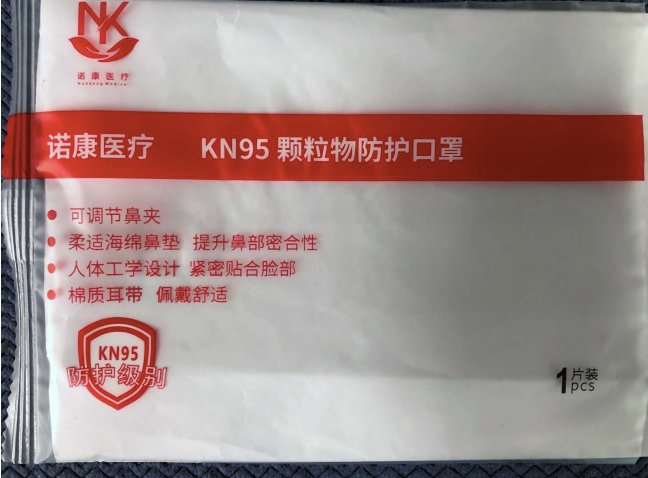 NK
诺康医疗
Nuokang Medical
诺康医疗 KN95 颗粒物防护口罩
可调节鼻夹
柔适海绵鼻垫 提升鼻部密合性
人体工学设计 紧密贴合脸部
棉质耳带 佩戴舒适
KN95
防护级别
1片装
pcs